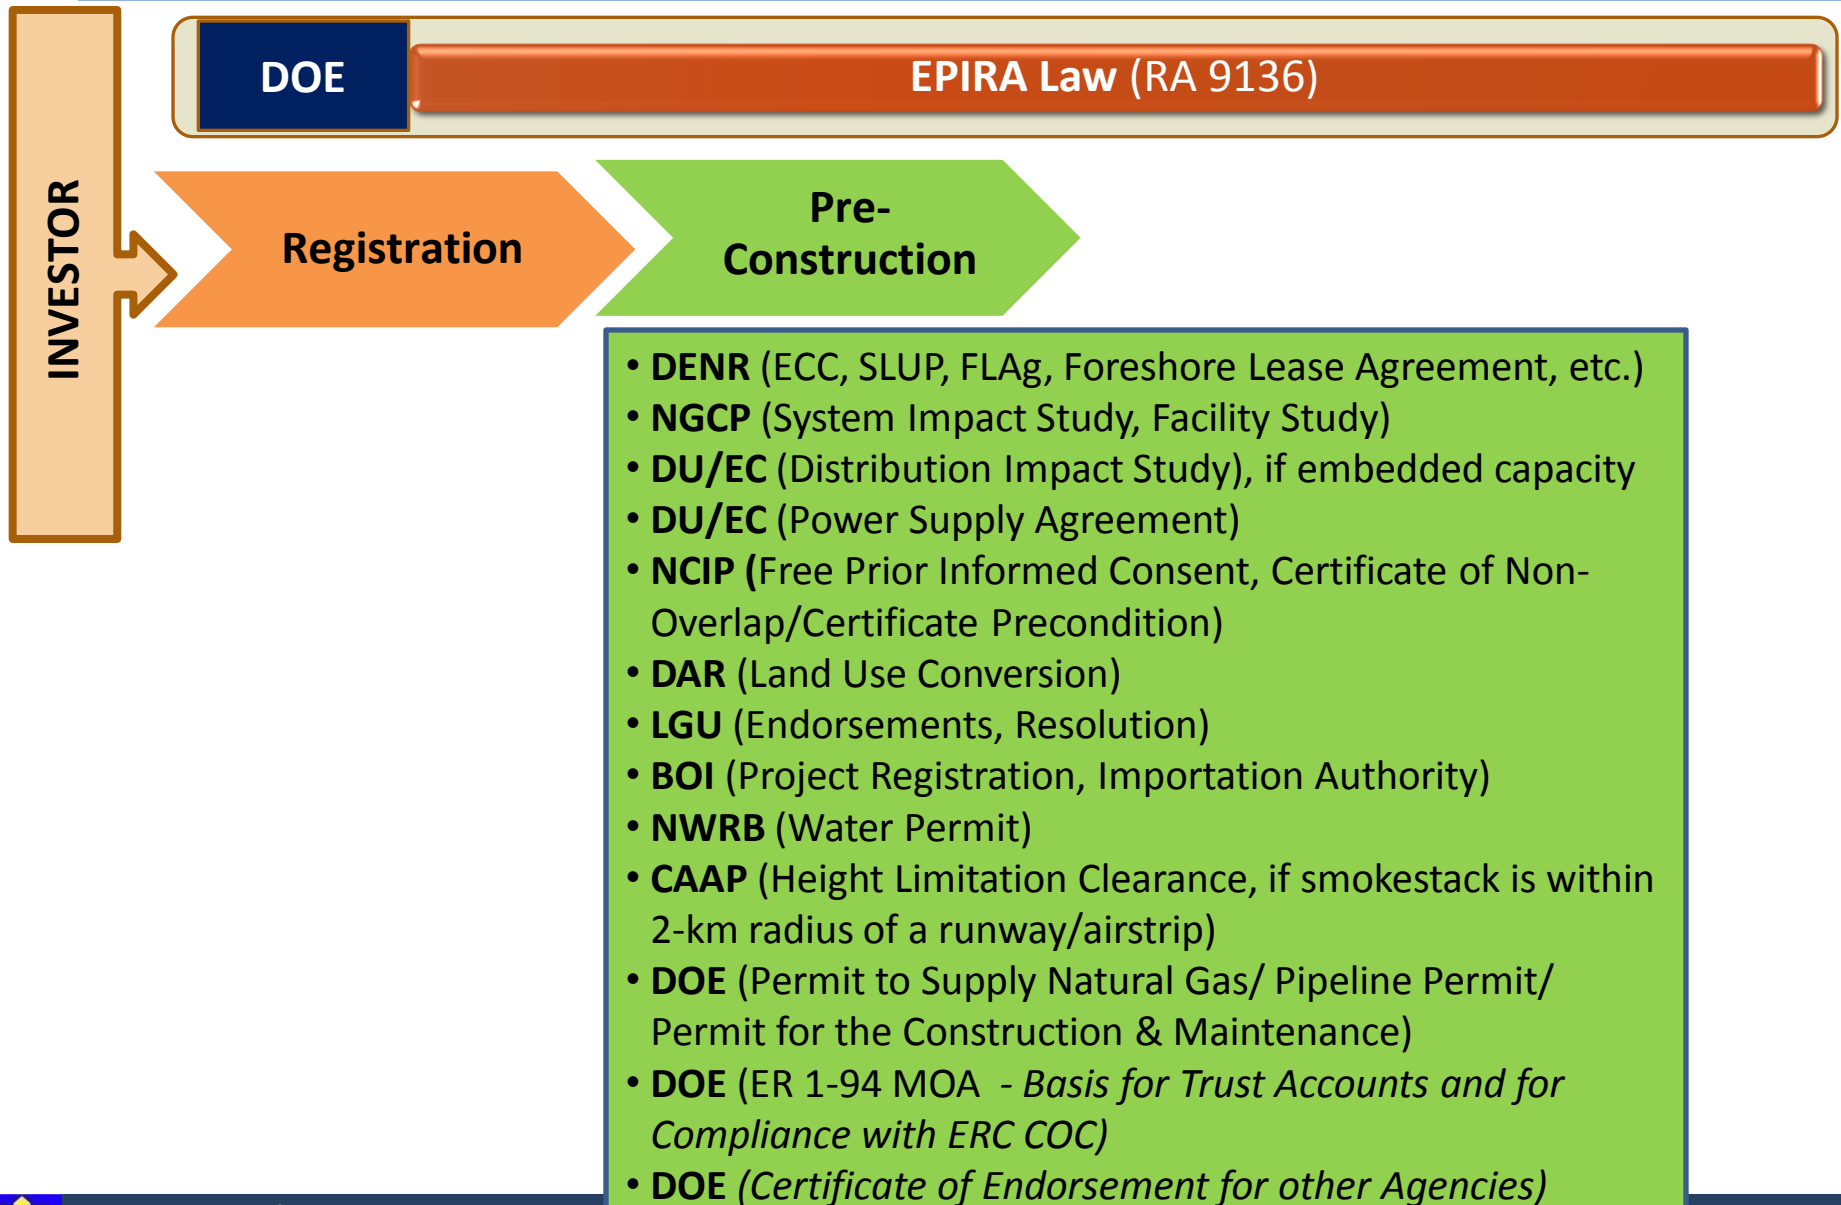 DOE
EPIRA Law (RA 9136)
INVESTOR
Registration
Pre-
Construction
• DENR (ECC, SLUP, FLAg, Foreshore Lease Agreement, etc.)
• NGCP (System Impact Study, Facility Study)
• DU/EC (Distribution Impact Study), if embedded capacity
• DU/EC (Power Supply Agreement)
• NCIP (Free Prior Informed Consent, Certificate of Non-
Overlap/Certificate Precondition)
• DAR (Land Use Conversion)
• LGU (Endorsements, Resolution)
• BOI (Project Registration, Importation Authority)
• NWRB (Water Permit)
• CAAP (Height Limitation Clearance, if smokestack is within
2-km radius of a runway/airstrip)
• DOE (Permit to Supply Natural Gas/ Pipeline Permit/
Permit for the Construction & Maintenance)
• DOE (ER 1-94 MOA - Basis for Trust Accounts and for
Compliance with ERC COC)
• DOE (Certificate of Endorsement for other Agencies)